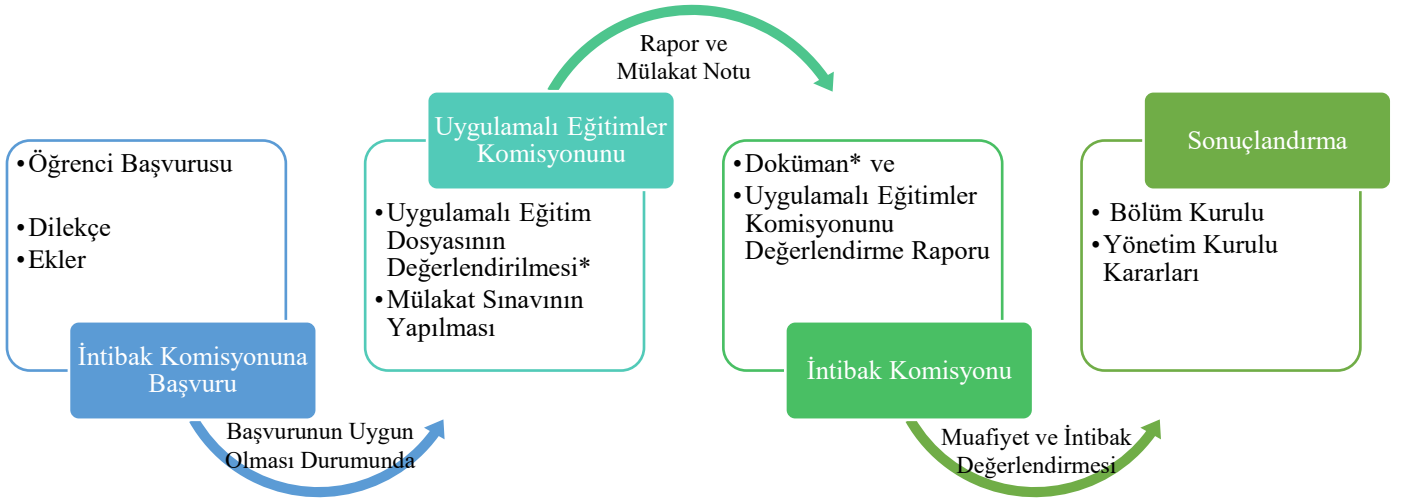 •Öğrenci Başvurusu
•Dilekçe
•Ekler
İntibak Komisyonuna
Başvuru
Başvurunun Uygun
Olması Durumunda
Uygulamalı Eğitimler
Komisyonunu
•Uygulamalı Eğitim
Dosyasının
Değerlendirilmesi*
•Mülakat Sınavının
Yapılması
Rapor ve
Mülakat Notu
•Doküman* ve
•Uygulamalı Eğitimler
Komisyonunu
Değerlendirme Raporu
İntibak Komisyonu
Muafiyet ve İntibak
Değerlendirmesi
Sonuçlandırma
• Bölüm Kurulu
•Yönetim Kurulu
Kararları